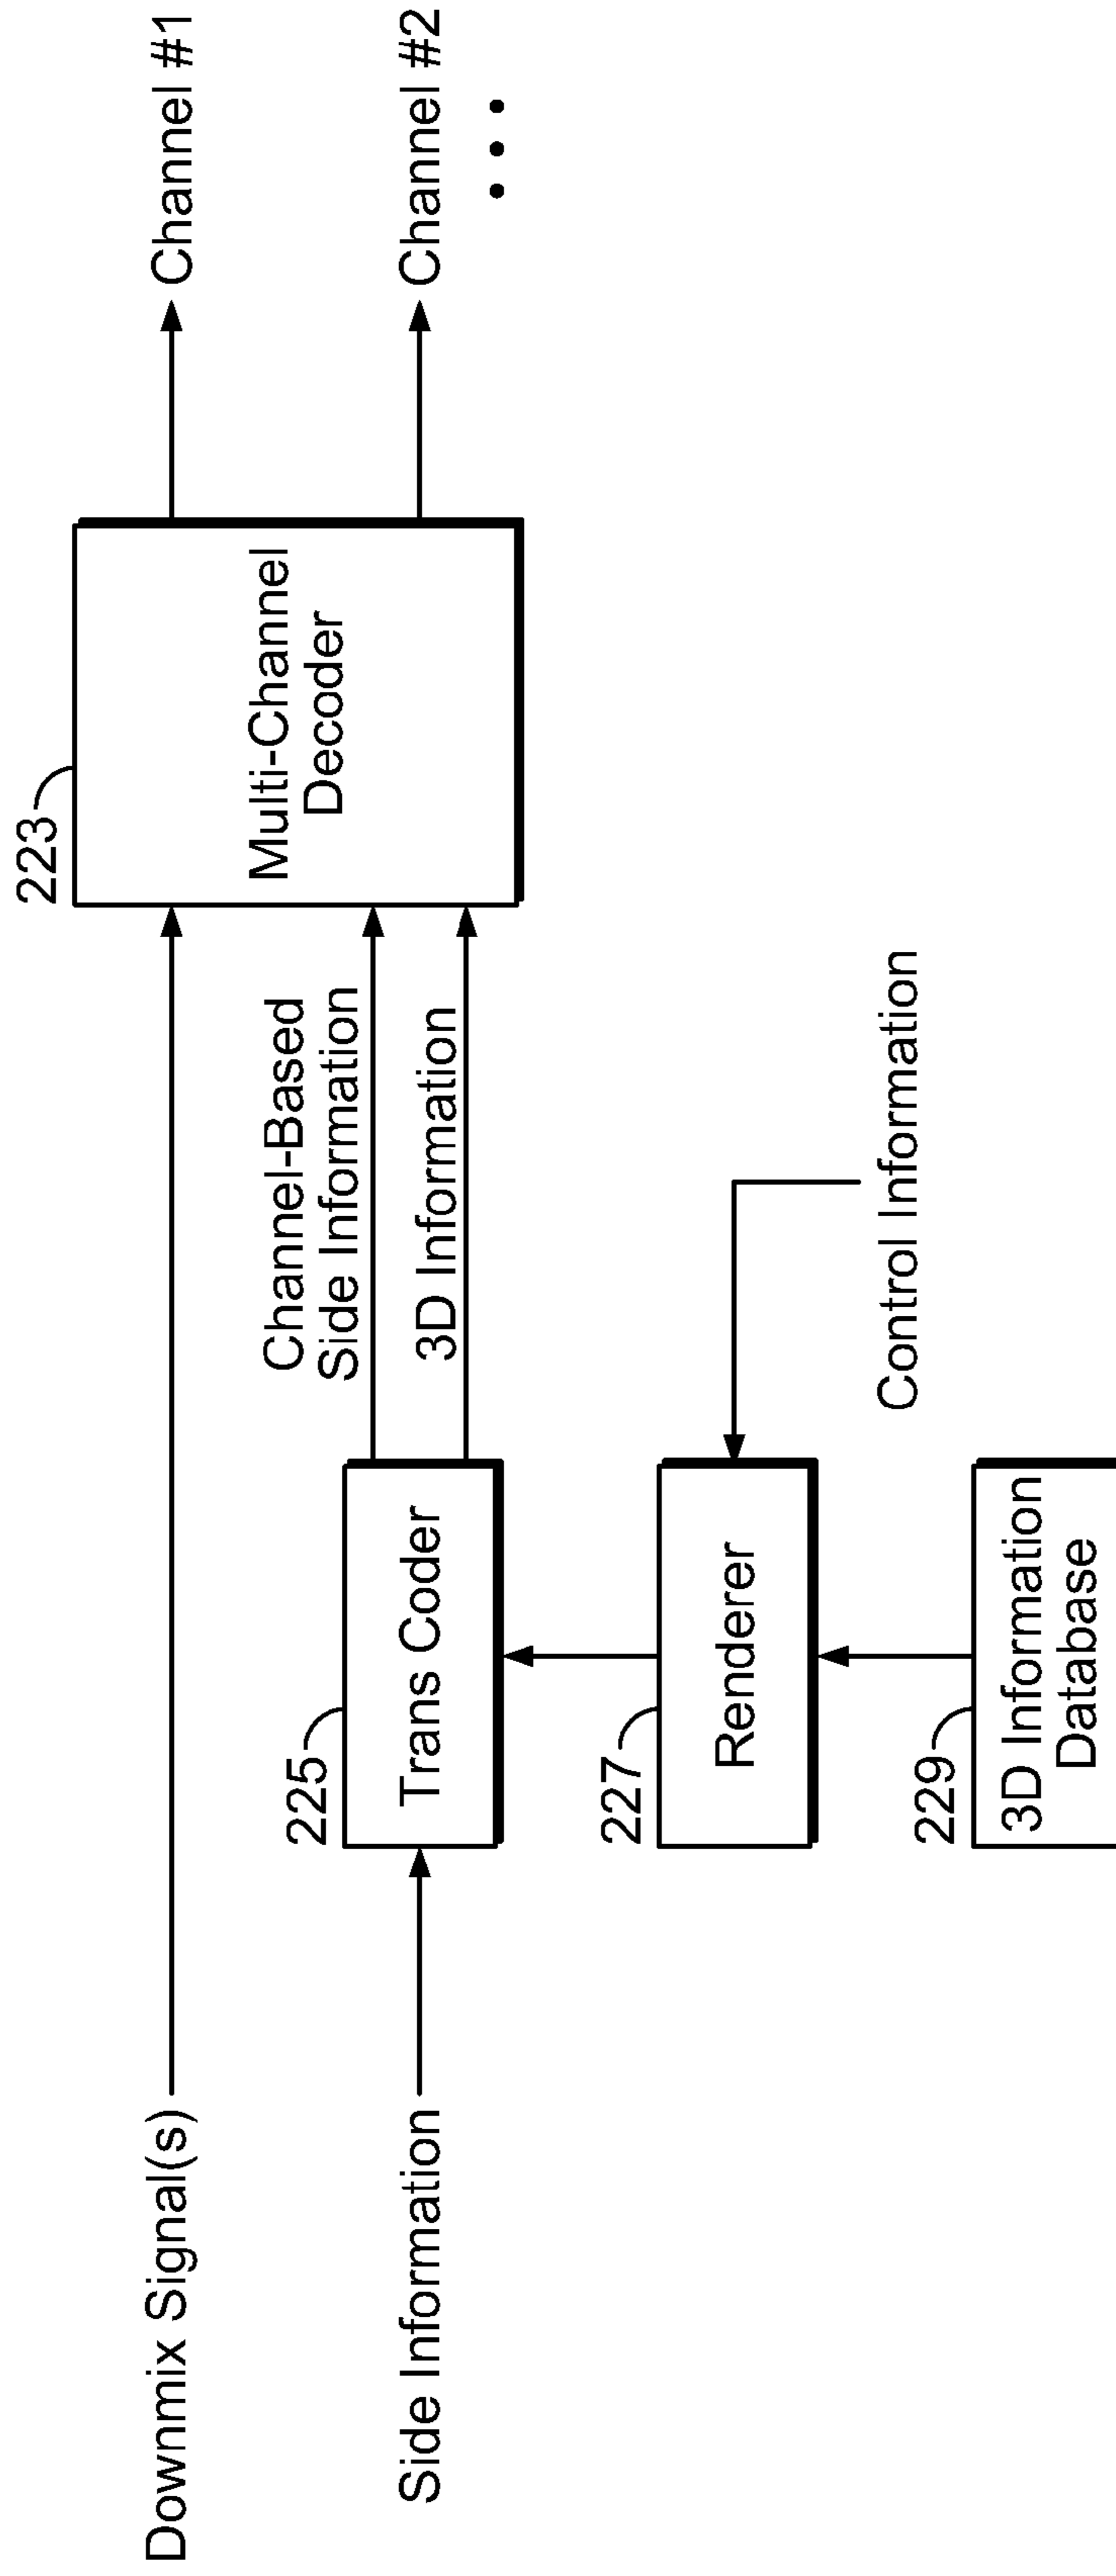 Downmix Signal(s)
223
Multi-Channel
Decoder
Channel #1
Channel #2
Channel-Based
Side Information
3D Information
Side Information
225
Trans Coder
227
Renderer
Control Information
229
3D Information
Database